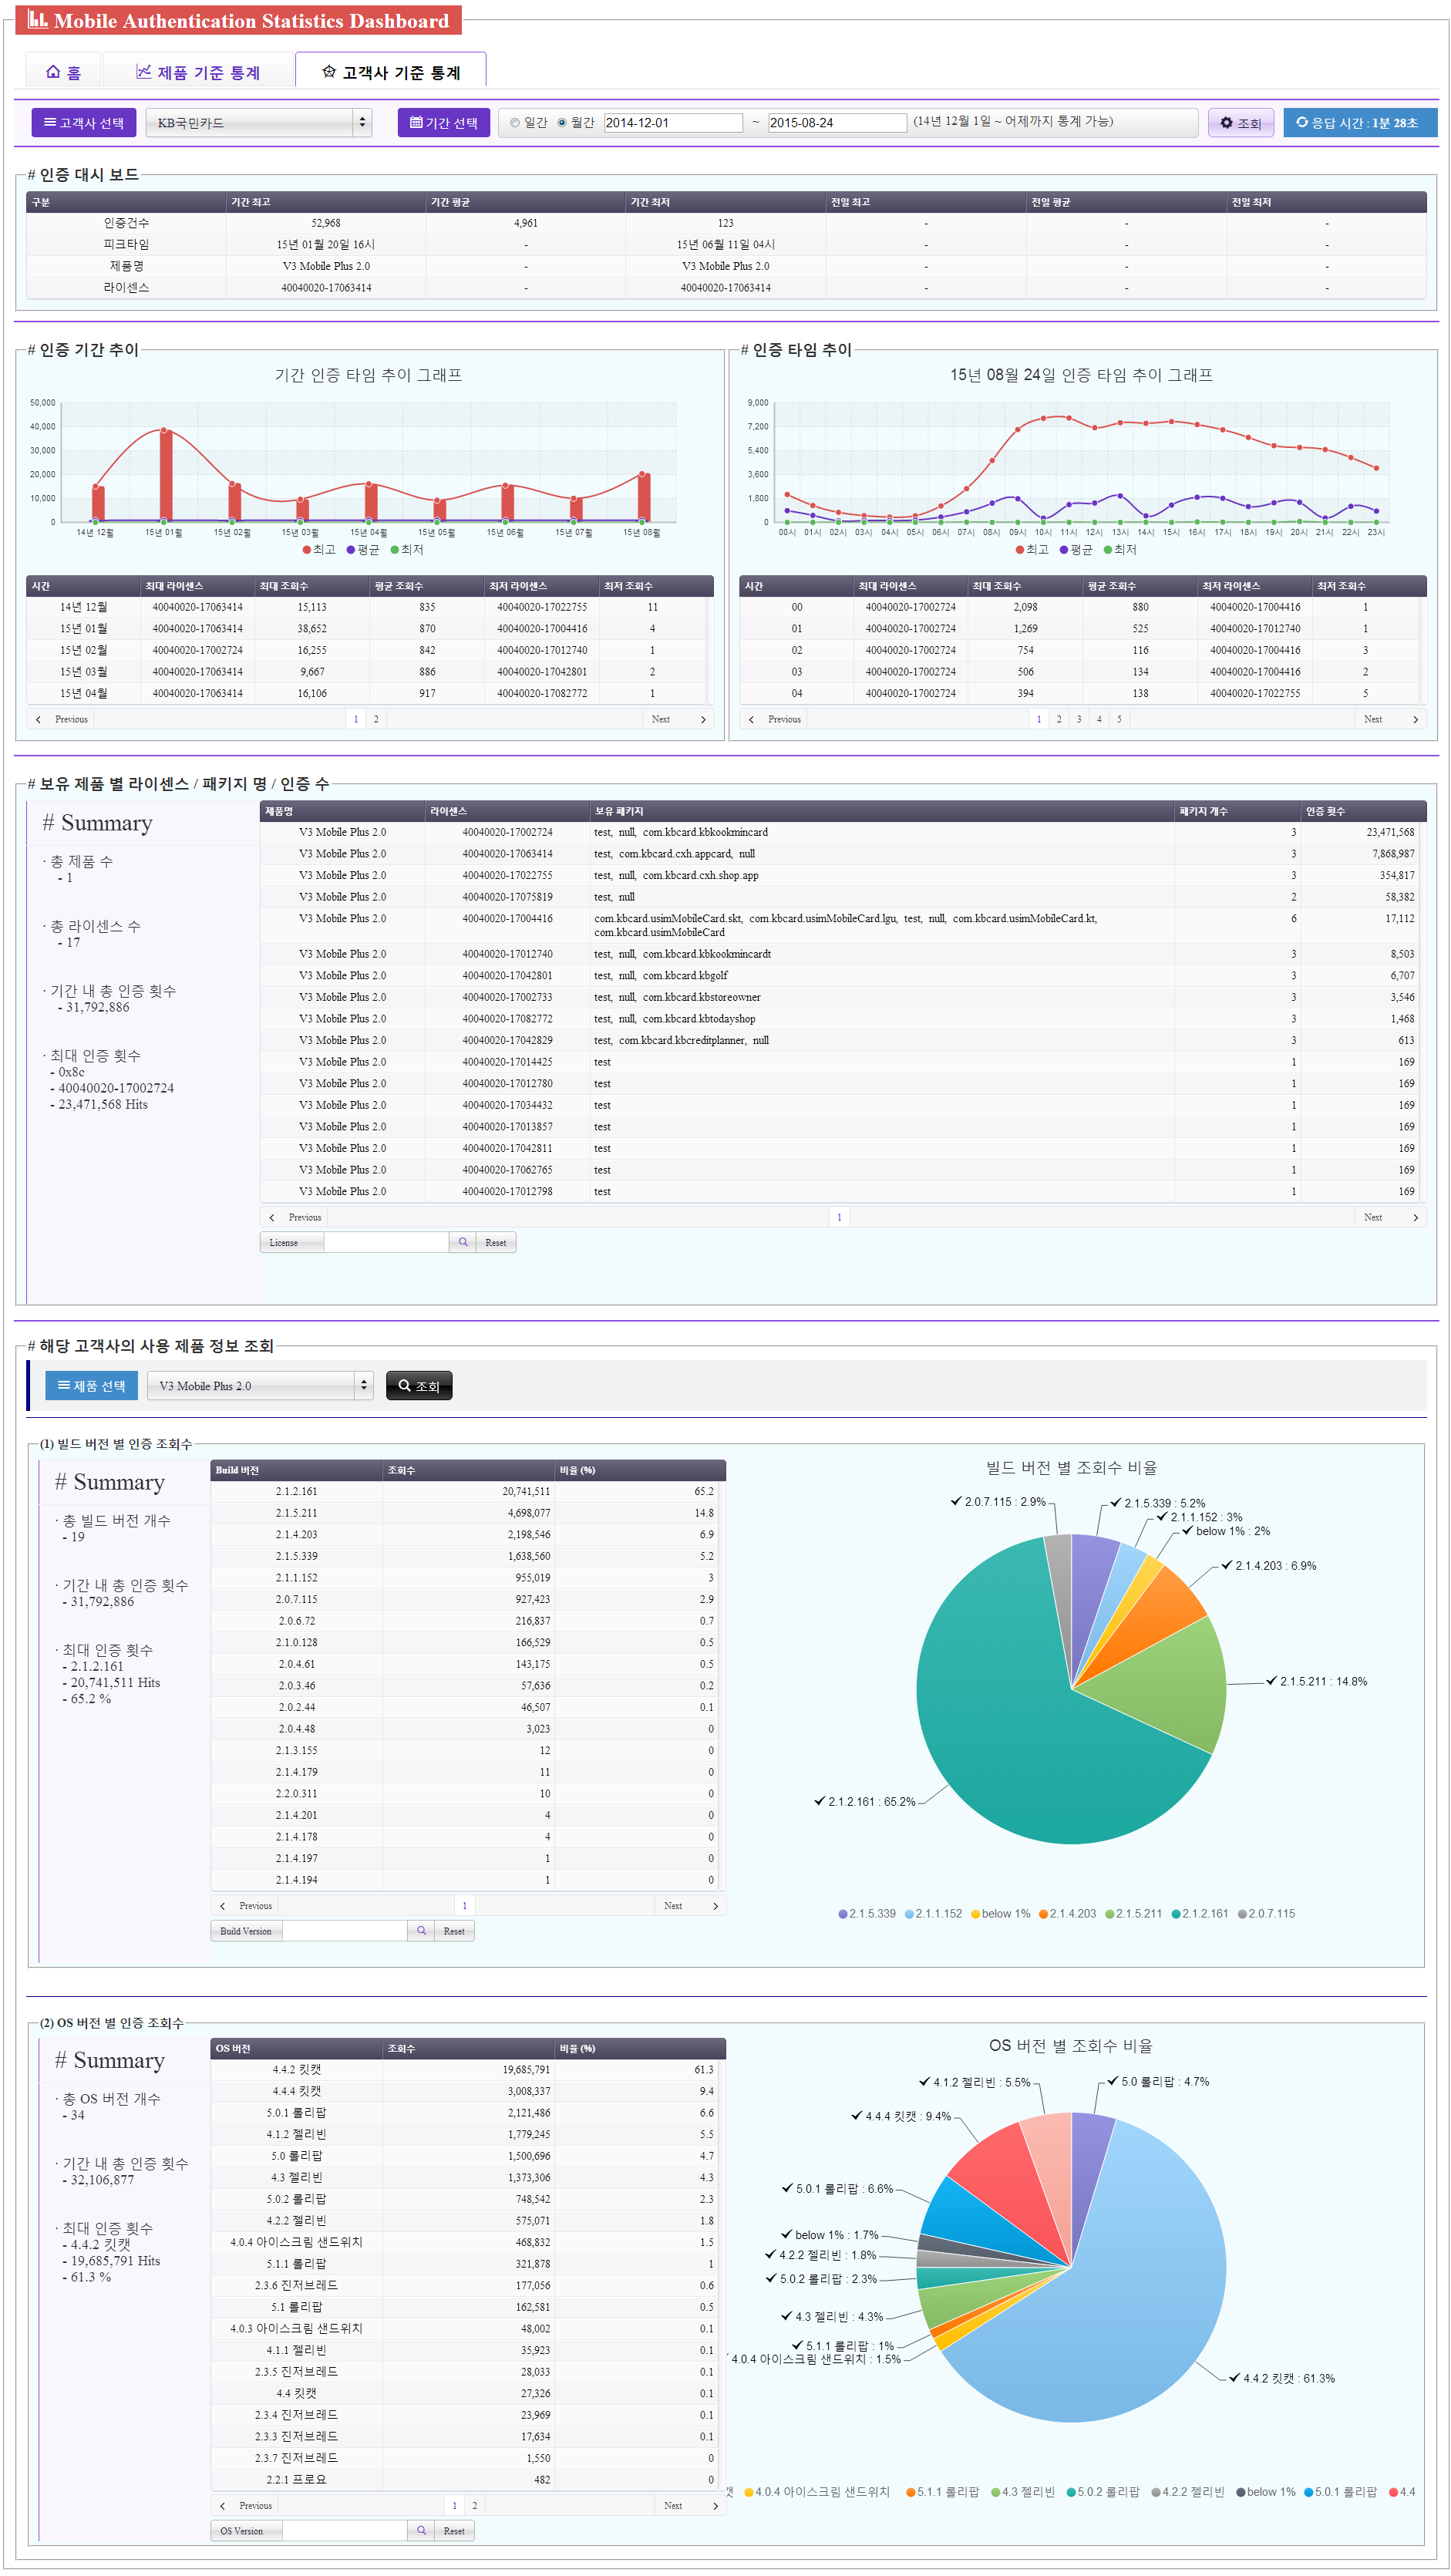 Mobile Authentication Statistics Dashboard
홈 제품 기준 통계 고객사 기준 통계
고객사 선택 KB국민카드 기간 선택 일간 월간 2014-12-01 ~ 2015-08-24 (14년 12월 1일 ~ 어제까지 통계 가능) 조회 응답 시간 : 1분 28초
# 인증 대시 보드
구분 기간 최고 기간 평균 기간 최저 전일 최고 전일 평균 전일 최저
인증건수 52,968 4,961 123 - - -
피크타임 15년 01월 20일 16시 - 15년 06월 11일 04시 - - -
제품명 V3 Mobile Plus 2.0 - V3 Mobile Plus 2.0 - - -
라이센스 40040020-17063414 - 40040020-17063414 - - -
# 인증 기간 추이
기간 인증 타임 추이 그래프
50,000
40,000
30,000
20,000
10,000
0
14년 12월 15년 01월 15년 02월 15년 03월 15년 04월 15년 05월 15년 06월 15년 07월 15년 08월
최고 평균 최저
시간 최대 라이센스 최대 조회수 평균 조회수 최저 라이센스 최저 조회수
14년 12월 40040020-17063414 15,113 835 40040020-17022755 11
15년 01월 40040020-17063414 38,652 870 40040020-17004416 4
15년 02월 40040020-17002724 16,255 842 40040020-17012740 1
15년 03월 40040020-17063414 9,667 886 40040020-17042801 2
15년 04월 40040020-17063414 16,106 917 40040020-17082772 1
Previous 1 2 Next
# 인증 타임 추이
15년 08월 24일 인증 타임 추이 그래프
9,000
7,200
5,400
3,600
1,800
0
00시 01시 02시 03시 04시 05시 06시 07시 08시 09시 10시 11시 12시 13시 14시 15시 16시 17시 18시 19시 20시 21시 22시 23시
최고 평균 최저
시간 최대 라이센스 최대 조회수 평균 조회수 최저 라이센스 최저 조회수
00 40040020-17002724 2,098 880 40040020-17004416 1
01 40040020-17002724 1,269 525 40040020-17012740 1
02 40040020-17002724 754 116 40040020-17004416 3
03 40040020-17002724 506 134 40040020-17004416 2
04 40040020-17002724 394 138 40040020-17022755 5
Previous 1 2 3 4 5 Next
# 보유 제품 별 라이센스 / 패키지 명 / 인증 수
# Summary
· 총 제품 수
- 1
· 총 라이센스 수
- 17
· 기간 내 총 인증 횟수
- 31,792,886
· 최대 인증 횟수
- 0x8c
- 40040020-17002724
- 23,471,568 Hits
제품명 라이센스 보유 패키지 패키지 개수 인증 횟수
V3 Mobile Plus 2.0 40040020-17002724 test, null, com.kbcard.kbkookmincard 3 23,471,568
V3 Mobile Plus 2.0 40040020-17063414 test, com.kbcard.cxh.appcard, null 3 7,868,987
V3 Mobile Plus 2.0 40040020-17022755 test, null, com.kbcard.cxh.shop.app 3 354,817
V3 Mobile Plus 2.0 40040020-17075819 test, null 2 58,382
V3 Mobile Plus 2.0 40040020-17004416 com.kbcard.usimMobileCard.skt, com.kbcard.usimMobileCard.lgu, test, null, com.kbcard.usimMobileCard.kt, 6 17,112
com.kbcard.usimMobileCard
V3 Mobile Plus 2.0 40040020-17012740 test, null, com.kbcard.kbkookmincardt 3 8,503
V3 Mobile Plus 2.0 40040020-17042801 test, null, com.kbcard.kbgolf 3 6,707
V3 Mobile Plus 2.0 40040020-17002733 test, null, com.kbcard.kbstoreowner 3 3,546
V3 Mobile Plus 2.0 40040020-17082772 test, null, com.kbcard.kbtodayshop 3 1,468
V3 Mobile Plus 2.0 40040020-17042829 test, com.kbcard.kbcreditplanner, null 3 613
V3 Mobile Plus 2.0 40040020-17014425 test 1 169
V3 Mobile Plus 2.0 40040020-17012780 test 1 169
V3 Mobile Plus 2.0 40040020-17034432 test 1 169
V3 Mobile Plus 2.0 40040020-17013857 test 1 169
V3 Mobile Plus 2.0 40040020-17042811 test 1 169
V3 Mobile Plus 2.0 40040020-17062765 test 1 169
V3 Mobile Plus 2.0 40040020-17012798 test 1 169
Previous 1 Next
License Reset
# 해당 고객사의 사용 제품 정보 조회
제품 선택 V3 Mobile Plus 2.0 조회
(1) 빌드 버전 별 인증 조회수
# Summary
· 총 빌드 버전 개수
- 19
· 기간 내 총 인증 횟수
- 31,792,886
· 최대 인증 횟수
- 2.1.2.161
- 20,741,511 Hits
- 65.2 %
Build 버전 조회수 비율 (%)
2.1.2.161 20,741,511 65.2
2.1.5.211 4,698,077 14.8
2.1.4.203 2,198,546 6.9
2.1.5.339 1,638,560 5.2
2.1.1.152 955,019 3
2.0.7.115 927,423 2.9
2.0.6.72 216,837 0.7
2.1.0.128 166,529 0.5
2.0.4.61 143,175 0.5
2.0.3.46 57,636 0.2
2.0.2.44 46,507 0.1
2.0.4.48 3,023 0
2.1.3.155 12 0
2.1.4.179 11 0
2.2.0.311 10 0
2.1.4.201 4 0
2.1.4.178 4 0
2.1.4.197 1 0
2.1.4.194 1 0
Previous 1 Next
Build Version Reset
빌드 버전 별 조회수 비율
2.0.7.115 : 2.9%
2.1.5.339 : 5.2%
2.1.1.152 : 3%
below 1% : 2%
2.1.4.203 : 6.9%
2.1.5.211 : 14.8%
2.1.2.161 : 65.2%
2.1.5.339 2.1.1.152 below 1% 2.1.4.203 2.1.5.211 2.1.2.161 2.0.7.115
(2) OS 버전 별 인증 조회수
# Summary
· 총 OS 버전 개수
- 34
· 기간 내 총 인증 횟수
- 32,106,877
· 최대 인증 횟수
- 4.4.2 킷캣
- 19,685,791 Hits
- 61.3 %
OS 버전 조회수 비율 (%)
4.4.2 킷캣 19,685,791 61.3
4.4.4 킷캣 3,008,337 9.4
5.0.1 롤리팝 2,121,486 6.6
4.1.2 젤리빈 1,779,245 5.5
5.0 롤리팝 1,500,696 4.7
4.3 젤리빈 1,373,306 4.3
5.0.2 롤리팝 748,542 2.3
4.2.2 젤리빈 575,071 1.8
4.0.4 아이스크림 샌드위치 468,832 1.5
5.1.1 롤리팝 321,878 1
2.3.6 진저브레드 177,056 0.6
5.1 롤리팝 162,581 0.5
4.0.3 아이스크림 샌드위치 48,002 0.1
4.1.1 젤리빈 35,923 0.1
2.3.5 진저브레드 28,033 0.1
4.4 킷캣 27,326 0.1
2.3.4 진저브레드 23,969 0.1
2.3.3 진저브레드 17,634 0.1
2.3.7 진저브레드 1,550 0
2.2.1 프로요 482 0
Previous 1 2 Next
OS Version Reset
OS 버전 별 조회수 비율
4.1.2 젤리빈 : 5.5%
5.0 롤리팝 : 4.7%
4.4.4 킷캣 : 9.4%
5.0.1 롤리팝 : 6.6%
below 1% : 1.7%
4.2.2 젤리빈 : 1.8%
5.0.2 롤리팝 : 2.3%
4.3 젤리빈 : 4.3%
5.1.1 롤리팝 : 1%
4.0.4 아이스크림 샌드위치 : 1.5%
4.4.2 킷캣 : 61.3%
캣 4.0.4 아이스크림 샌드위치 5.1.1 롤리팝 4.3 젤리빈 5.0.2 롤리팝 4.2.2 젤리빈 below 1% 5.0.1 롤리팝 4.4